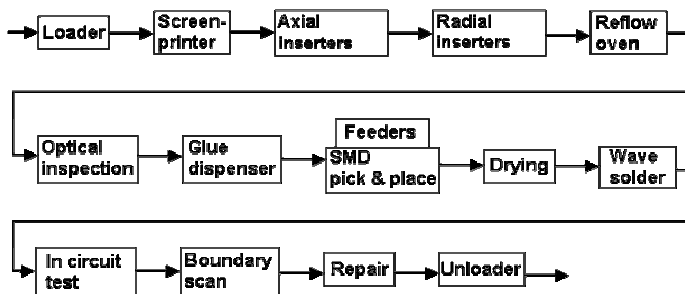 Loader
Screen-
printer
Axial
inserters
Radial
inserters
Reflow
oven
Optical
inspection
Glue
dispenser
Feeders
SMD
pick & place
Drying
Wave
solder
In circuit
test
Boundary
scan
Repair
Unloader